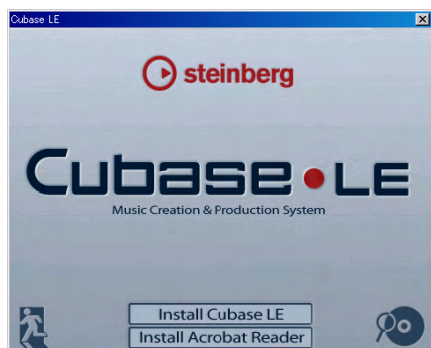 Cubase LE
steinberg
Cubase LE
Music Creation & Production System
Install Cubase LE
Install Acrobat Reader